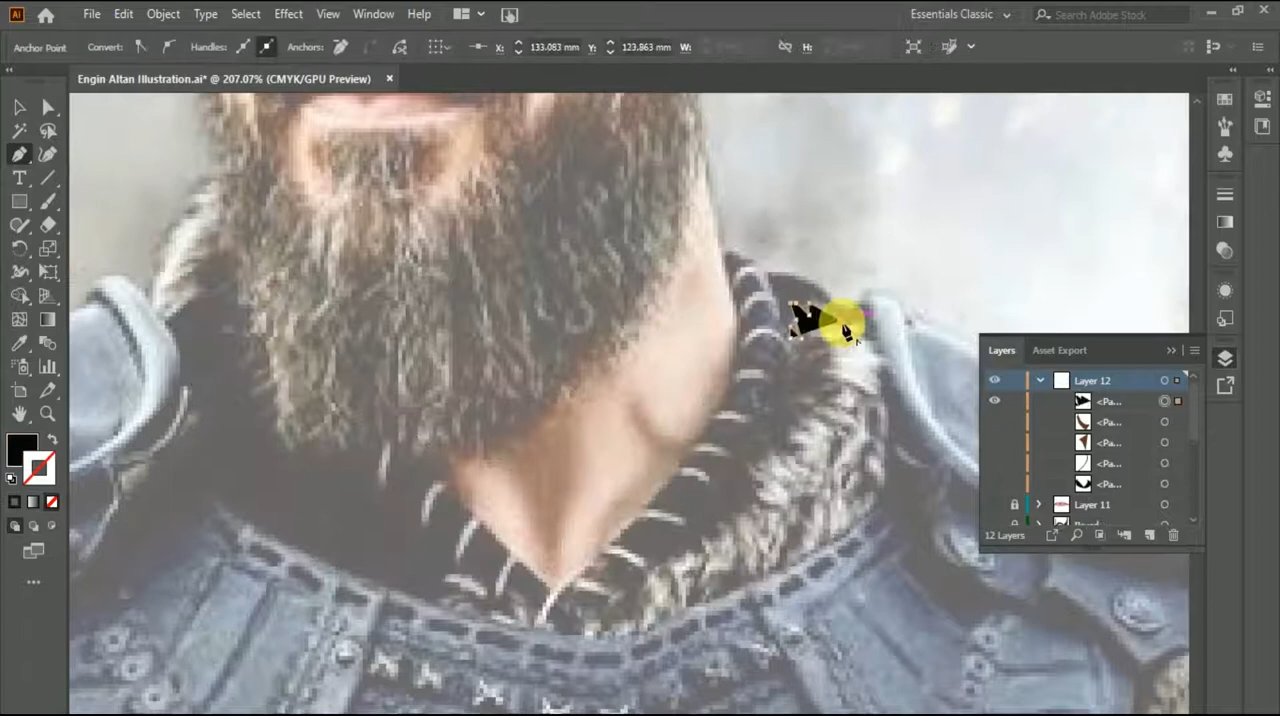 Ai File Edit Object Type Select Effect View Window Help Essentials Classic Search Adobe Stock
Anchor Point Convert: Handles: Anchors: X: 133.083 mm Y: 123.863 mm W: H:
Engin Altan Illustration.ai* @ 207.07% (CMYK/GPU Preview)
Layers Asset Export
Layer 12
<Pa...
<Pa...
<Pa...
<Pa...
<Pa...
Layer 11
12 Layers